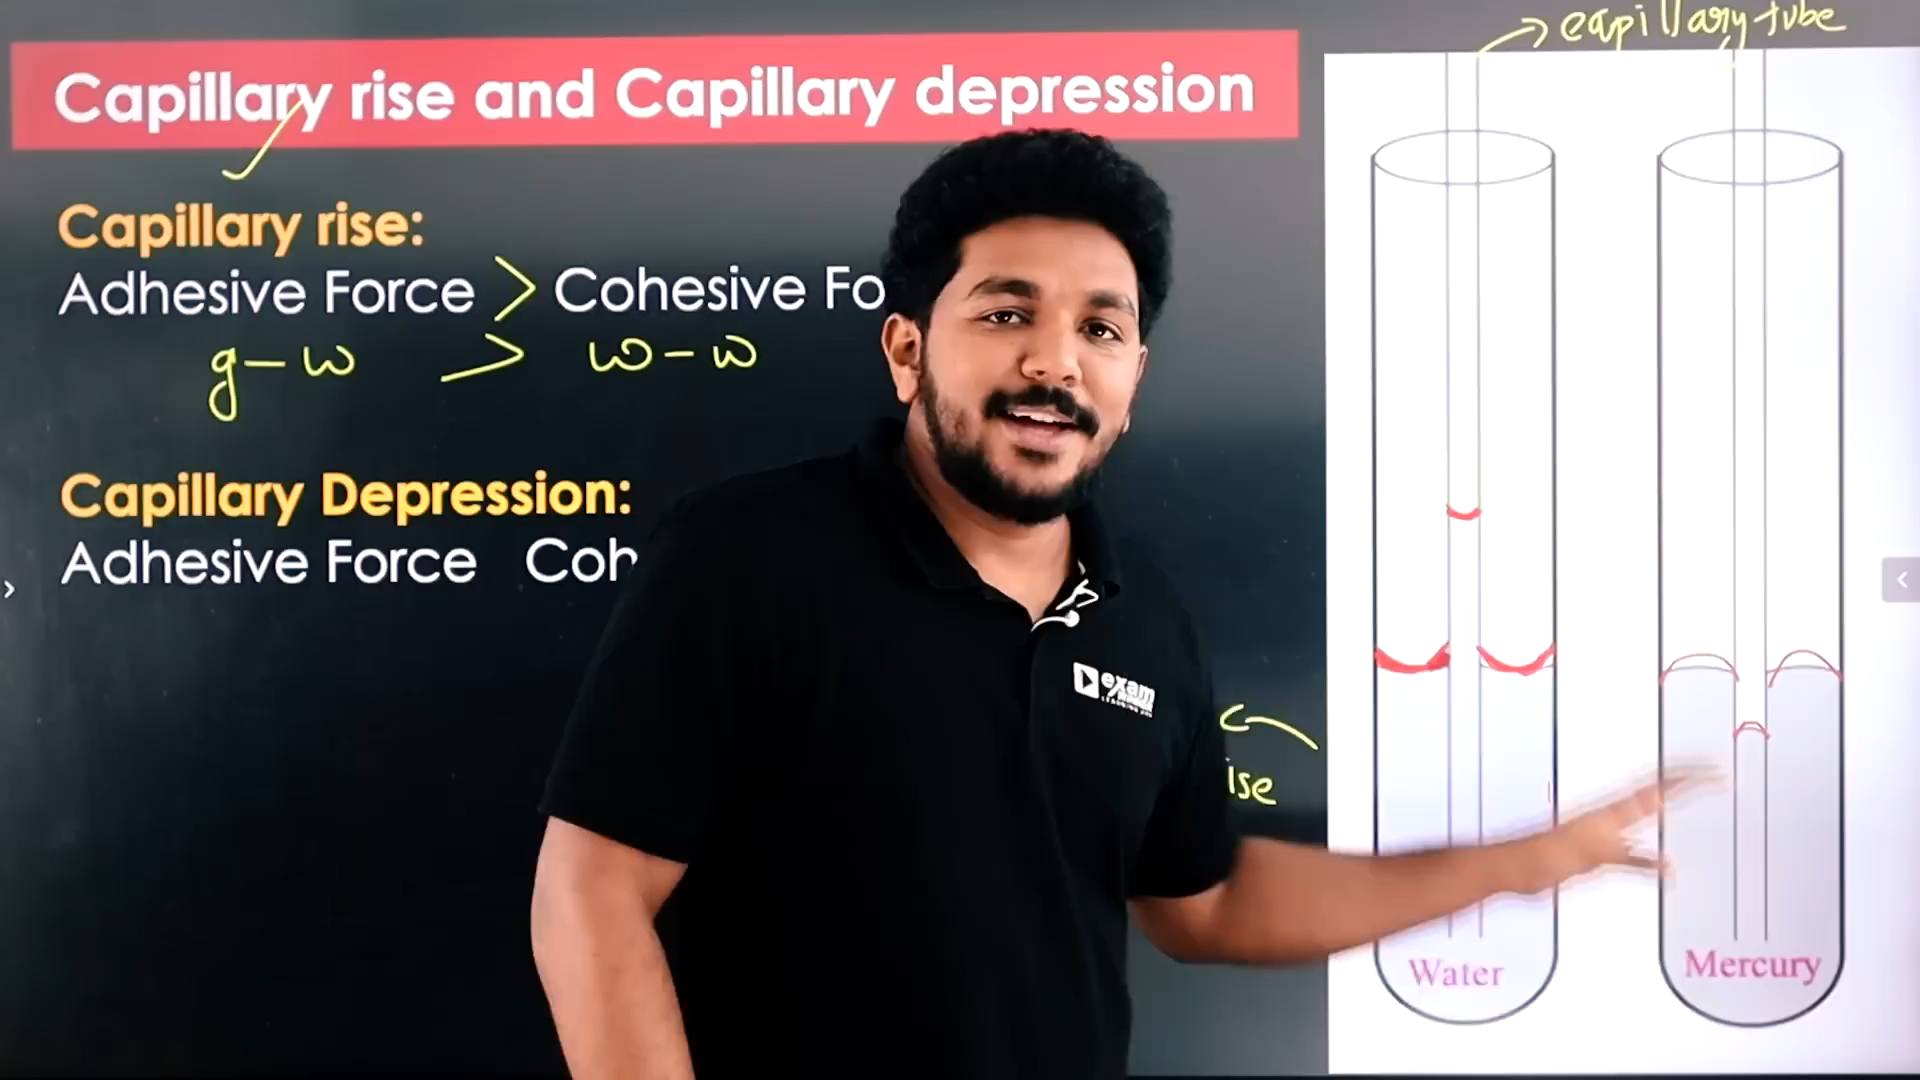 capillary tube
Capillary rise and Capillary depression
Capillary rise:
Adhesive Force > Cohesive Fo
g - w > w - w
Capillary Depression:
Adhesive Force Coh
exam
ise
Water
Mercury